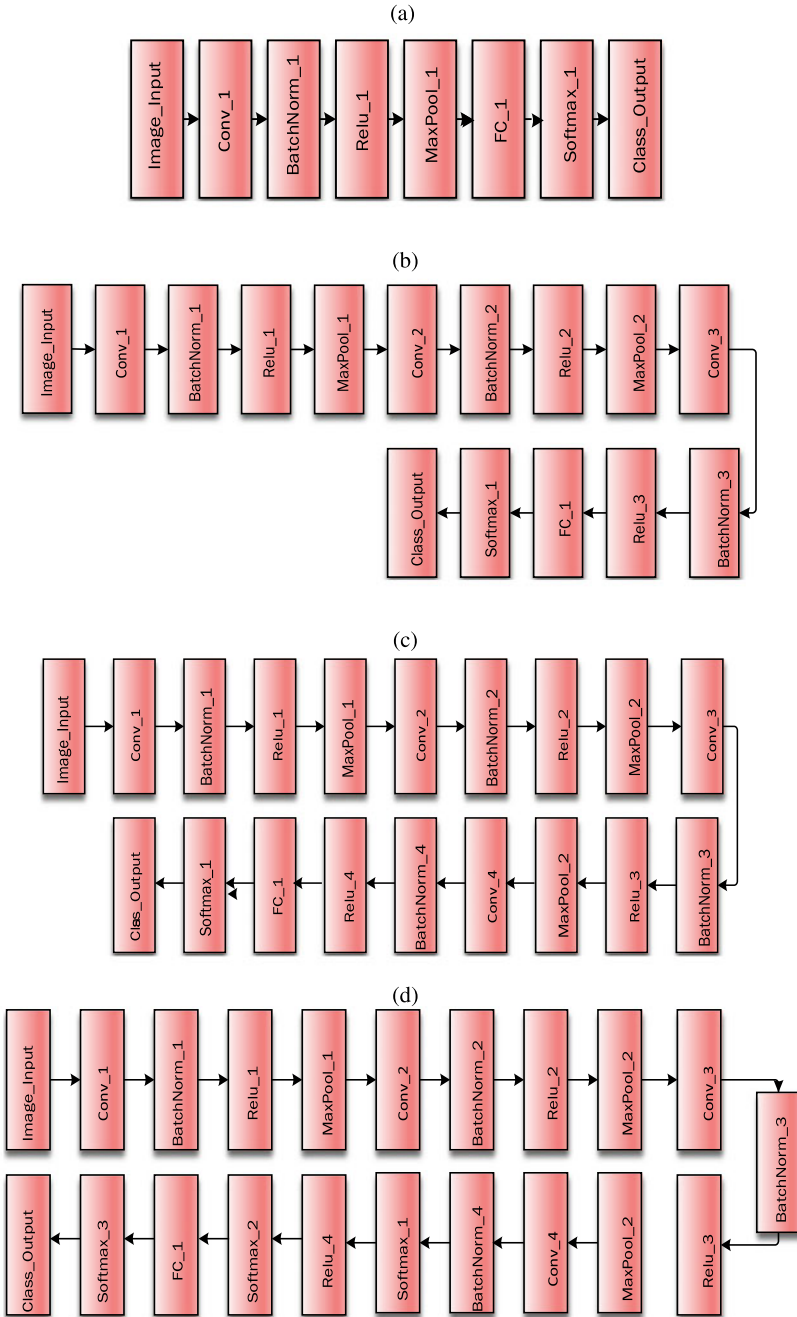 (a)
Image_Input
Conv_1
BatchNorm_1
Relu_1
MaxPool_1
FC_1
Softmax_1
Class_Output
(b)
Image_Input
Conv_1
BatchNorm_1
Relu_1
MaxPool_1
Conv_2
BatchNorm_2
Relu_2
MaxPool_2
Conv_3
BatchNorm_3
Relu_3
FC_1
Softmax_1
Class_Output
(c)
Image_Input
Conv_1
BatchNorm_1
Relu_1
MaxPool_1
Conv_2
BatchNorm_2
Relu_2
MaxPool_2
Conv_3
BatchNorm_3
Relu_3
MaxPool_2
Conv_4
BatchNorm_4
Relu_4
FC_1
Softmax_1
Class_Output
(d)
Image_Input
Conv_1
BatchNorm_1
Relu_1
MaxPool_1
Conv_2
BatchNorm_2
Relu_2
MaxPool_2
Conv_3
BatchNorm_3
Relu_3
MaxPool_2
Conv_4
BatchNorm_4
Softmax_1
Relu_4
Softmax_2
FC_1
Softmax_3
Class_Output